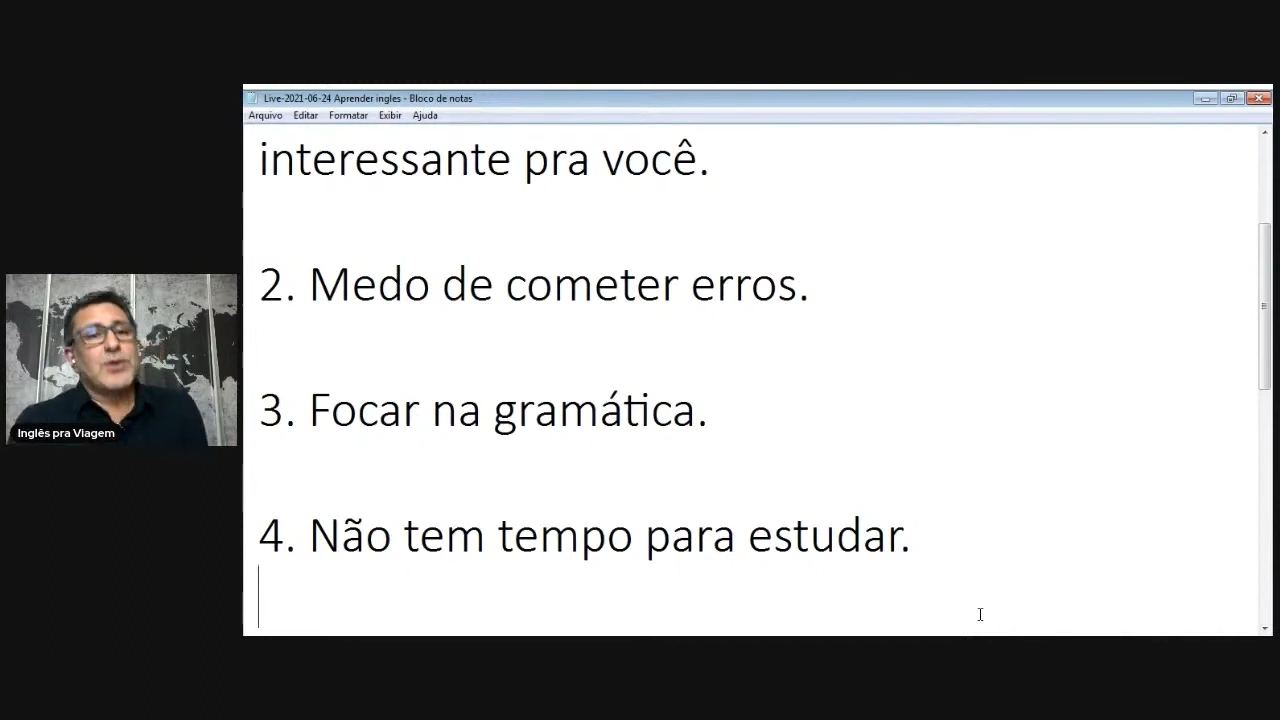 Live-2021-06-24 Aprender ingles - Bloco de notas
Arquivo Editar Formatar Exibir Ajuda
interessante pra você.
2. Medo de cometer erros.
3. Focar na gramática.
4. Não tem tempo para estudar.
Inglês pra Viagem